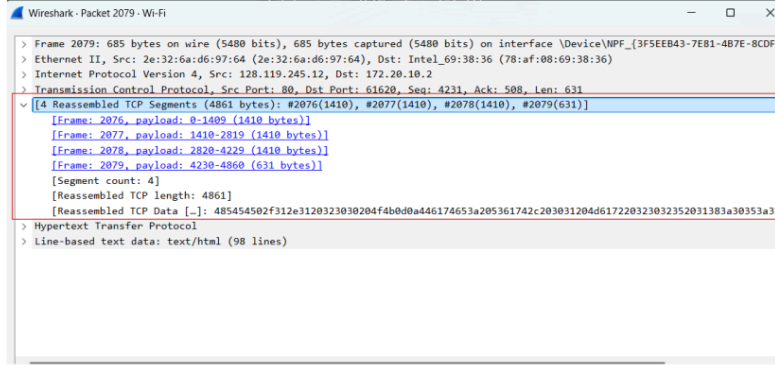 Wireshark · Packet 2079 · Wi-Fi
Frame 2079: 685 bytes on wire (5480 bits), 685 bytes captured (5480 bits) on interface \Device\NPF_{3F5EEB43-7E81-4B7E-8CDF
Ethernet II, Src: 2e:32:6a:d6:97:64 (2e:32:6a:d6:97:64), Dst: Intel_69:38:36 (78:af:08:69:38:36)
Internet Protocol Version 4, Src: 128.119.245.12, Dst: 172.20.10.2
Transmission Control Protocol, Src Port: 80, Dst Port: 61620, Seq: 4231, Ack: 508, Len: 631
[4 Reassembled TCP Segments (4861 bytes): #2076(1410), #2077(1410), #2078(1410), #2079(631)]
[Frame: 2076, payload: 0-1409 (1410 bytes)]
[Frame: 2077, payload: 1410-2819 (1410 bytes)]
[Frame: 2078, payload: 2820-4229 (1410 bytes)]
[Frame: 2079, payload: 4230-4860 (631 bytes)]
[Segment count: 4]
[Reassembled TCP length: 4861]
[Reassembled TCP Data […]: 485454502f312e3120323030204f4b0d0a446174653a205361742c203031204d617220323032352031383a30353a3
Hypertext Transfer Protocol
Line-based text data: text/html (98 lines)